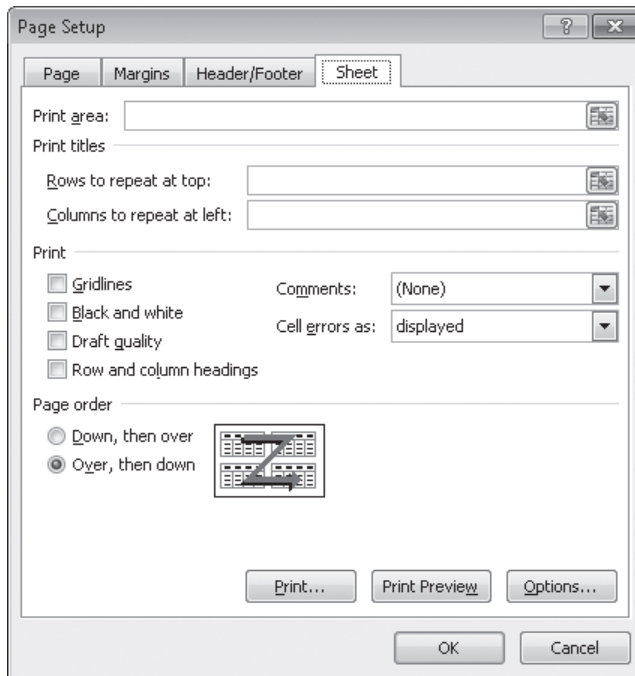 Page Setup
Page Margins Header/Footer Sheet
Print area:
Print titles
Rows to repeat at top:
Columns to repeat at left:
Print
Gridlines
Comments: (None)
Black and white
Cell errors as: displayed
Draft quality
Row and column headings
Page order
Down, then over
Over, then down
Print... Print Preview Options...
OK Cancel